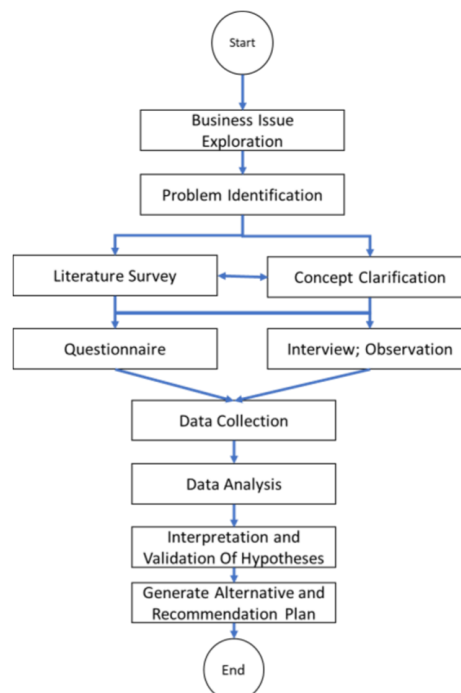 Start
Business Issue
Exploration
Problem Identification
Literature Survey
Concept Clarification
Questionnaire
Interview; Observation
Data Collection
Data Analysis
Interpretation and
Validation Of Hypotheses
Generate Alternative and
Recommendation Plan
End